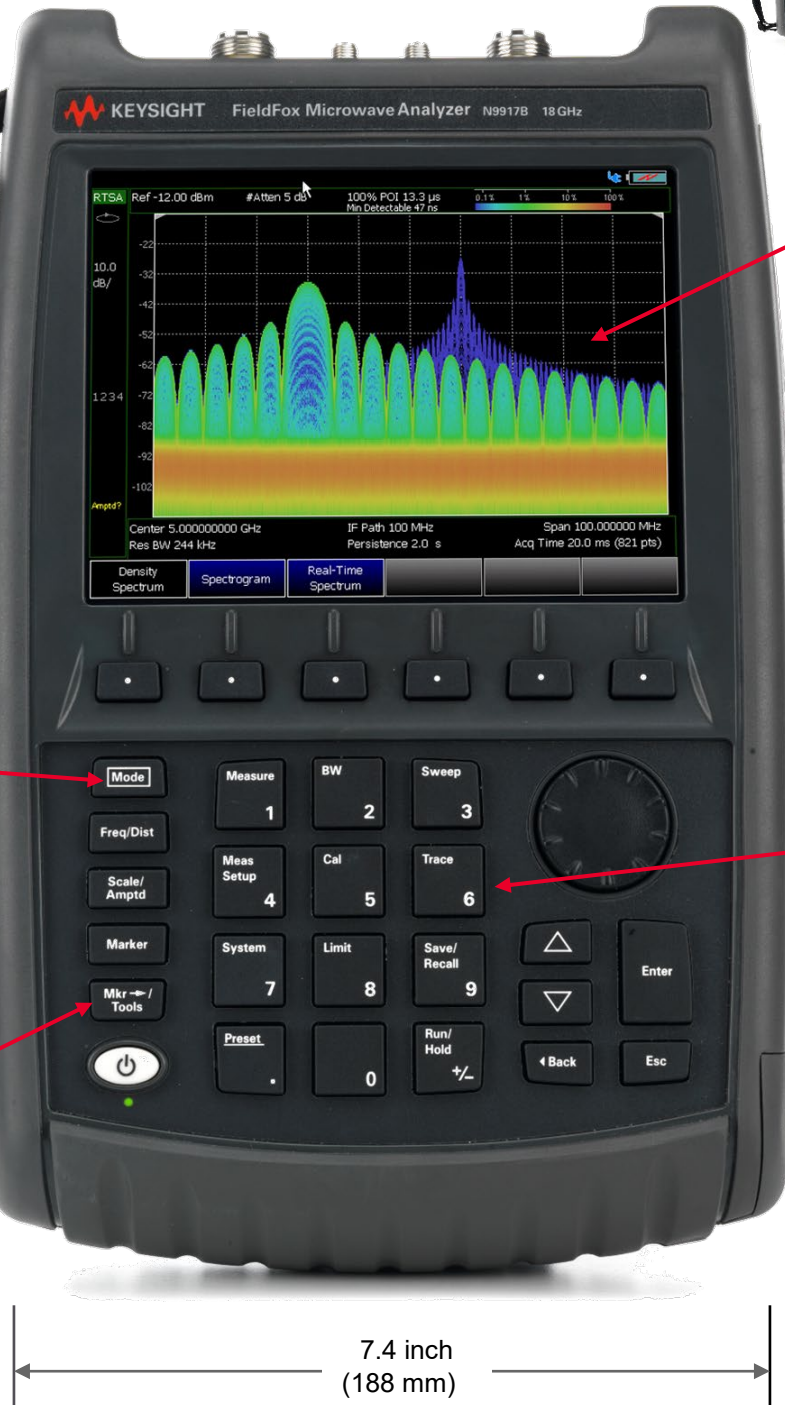 KEYSIGHT FieldFox Microwave Analyzer N9917B 18 GHz
RTSA Ref -12.00 dBm #Atten 5 dB 100% POI 13.3 µs 0.1% 1% 10% 100%
Min Detectable 47 ns
-22
10.0
dB/
-32
-42
-52
-62
1 2 3 4
-72
-82
-92
-102
Amptd?
Center 5.000000000 GHz IF Path 100 MHz Span 100.000000 MHz
Res BW 244 kHz Persistence 2.0 s Acq Time 20.0 ms (821 pts)
Density
Spectrum
Spectrogram
Real-Time
Spectrum
Mode
Measure
1
BW
2
Sweep
3
Freq/Dist
Scale/
Amptd
Meas
Setup
4
Cal
5
Trace
6
Marker
System
7
Limit
8
Save/
Recall
9
Enter
Mkr→/
Tools
Preset
.
0
Run/
Hold
+/−
Back
Esc
7.4 inch
(188 mm)